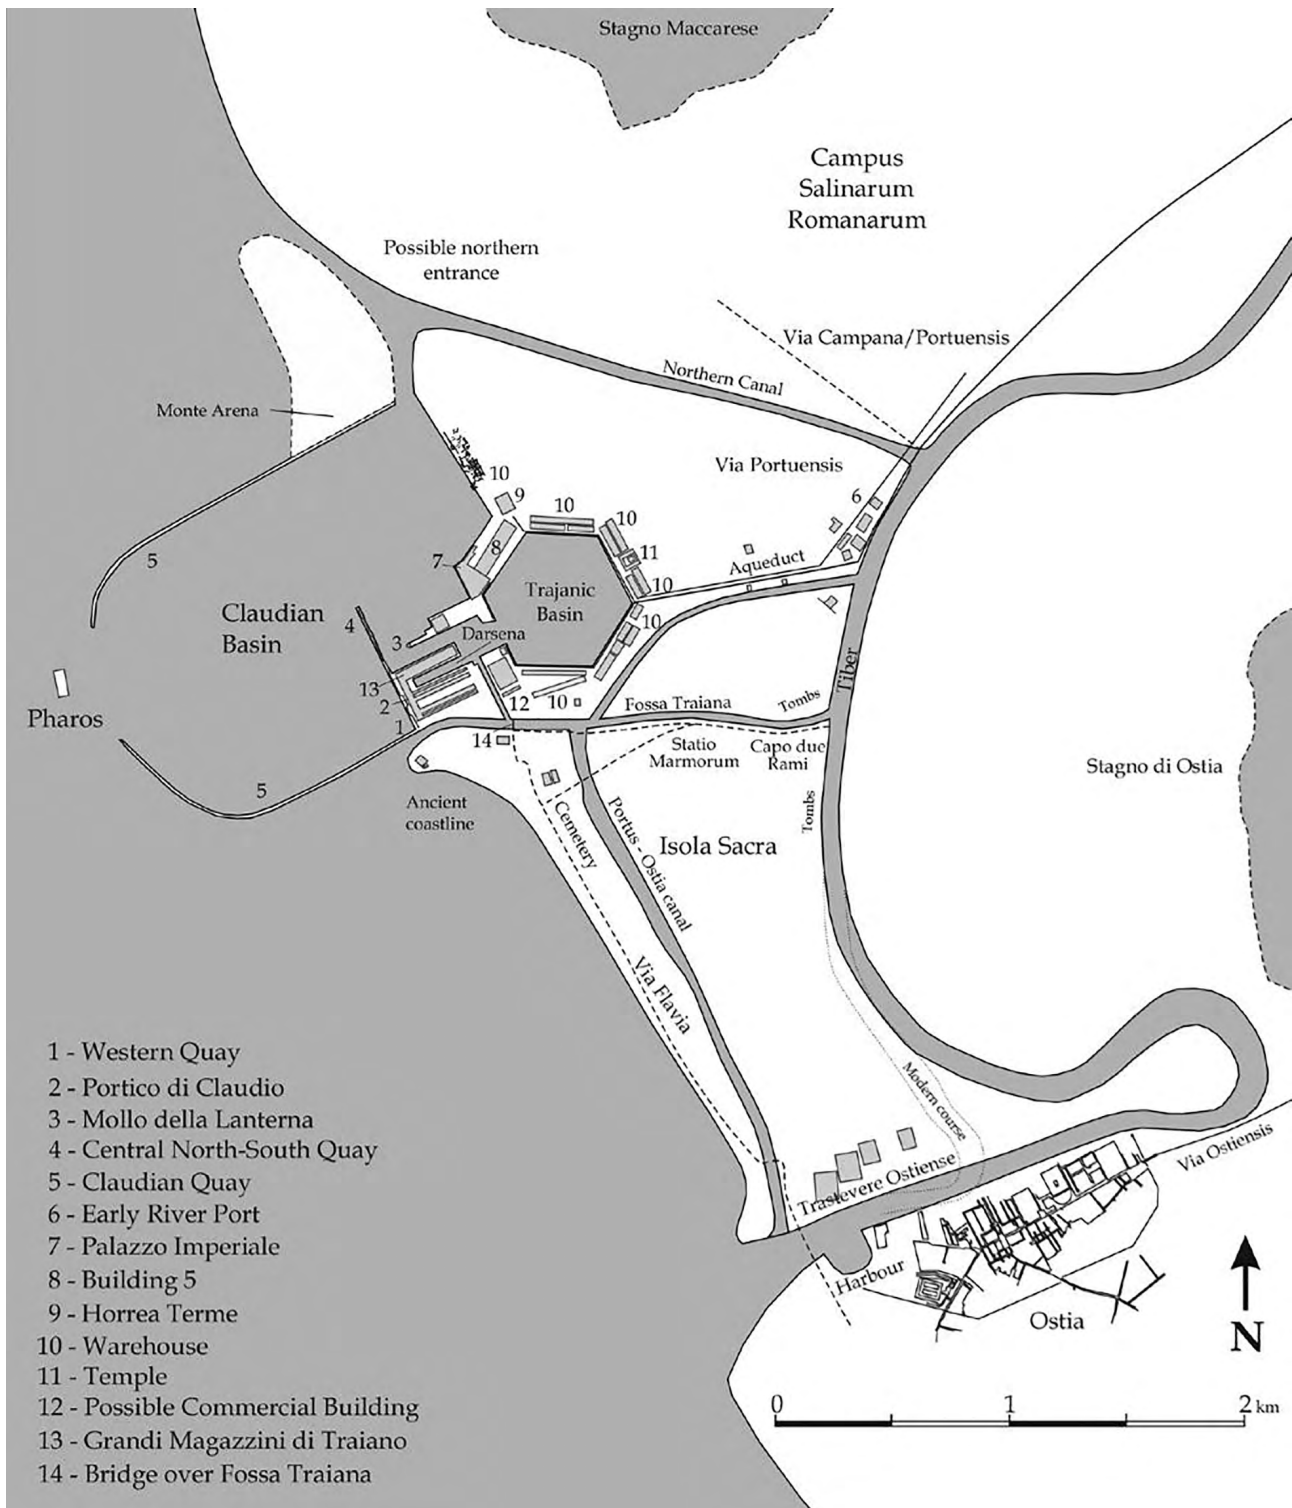 Stagno Maccarese
Campus
Salinarum
Romanarum
Possible northern
entrance
Via Campana/Portuensis
Northern Canal
Monte Arena
Via Portuensis
10
9
6
10
10
5
8
11
7
Aqueduct
10
Trajanic
Basin
Claudian
Basin
4
3
Darsena
10
13
Tiber
Pharos
2
12
10
Fossa Traiana
Tombs
1
14
Statio
Marmorum
Capo due
Rami
Stagno di Ostia
5
Ancient
coastline
Cemetery
Portus - Ostia canal
Tombs
Isola Sacra
Via Flavia
1 - Western Quay
2 - Portico di Claudio
3 - Mollo della Lanterna
4 - Central North-South Quay
5 - Claudian Quay
6 - Early River Port
7 - Palazzo Imperiale
8 - Building 5
9 - Horrea Terme
10 - Warehouse
11 - Temple
12 - Possible Commercial Building
13 - Grandi Magazzini di Traiano
14 - Bridge over Fossa Traiana
Modern course
Trastevere Ostiense
Via Ostiensis
Harbour
Ostia
N
0 1 2 km